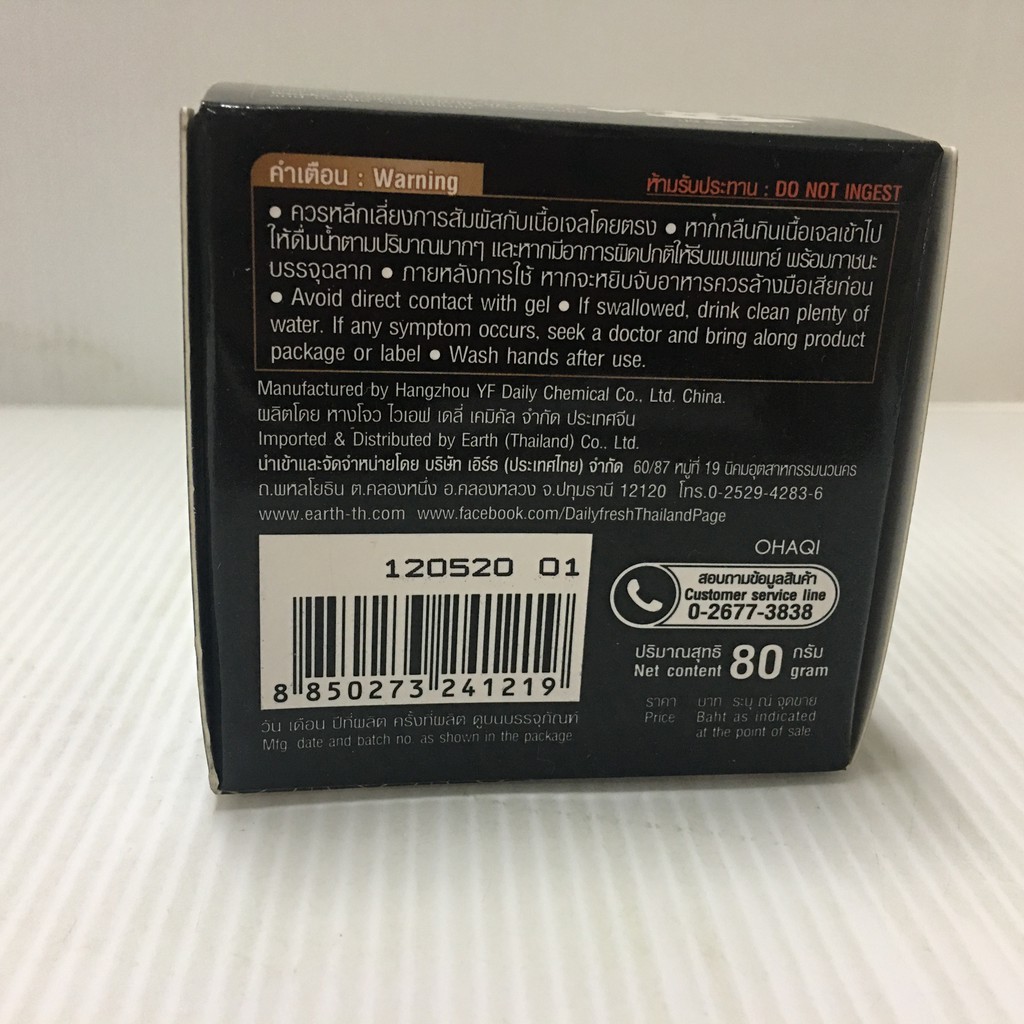 คำเตือน : Warning
ห้ามรับประทาน : DO NOT INGEST
• ควรหลีกเลี่ยงการสัมผัสกับเนื้อเจลโดยตรง • หากกลืนกินเนื้อเจลเข้าไป
ให้ดื่มน้ำตามปริมาณมากๆ และหากมีอาการผิดปกติให้รีบพบแพทย์ พร้อมภาชนะ
บรรจุฉลาก • ภายหลังการใช้ หากจะหยิบจับอาหารควรล้างมือเสียก่อน
• Avoid direct contact with gel • If swallowed, drink clean plenty of
water. If any symptom occurs, seek a doctor and bring along product
package or label • Wash hands after use.
Manufactured by Hangzhou YF Daily Chemical Co., Ltd. China.
ผลิตโดย หางโจว ไวเอฟ เดลี่ เคมิคัล จำกัด ประเทศจีน
Imported & Distributed by Earth (Thailand) Co., Ltd.
นำเข้าและจัดจำหน่ายโดย บริษัท เอิร์ธ (ประเทศไทย) จำกัด 60/87 หมู่ที่ 19 นิคมอุตสาหกรรมนวนคร
ถ.พหลโยธิน ต.คลองหนึ่ง อ.คลองหลวง จ.ปทุมธานี 12120 โทร.0-2529-4283-6
www.earth-th.com www.facebook.com/DailyfreshThailandPage
120520 01
8 850273 241219
วัน เดือน ปีที่ผลิต ครั้งที่ผลิต ดูบนบรรจุภัณฑ์
Mfg. date and batch no. as shown in the package
OHAQI
สอบถามข้อมูลสินค้า
Customer service line
0-2677-3838
ปริมาณสุทธิ 80 กรัม
Net content gram
ราคา บาท ระบุ ณ จุดขาย
Price Baht as indicated
at the point of sale